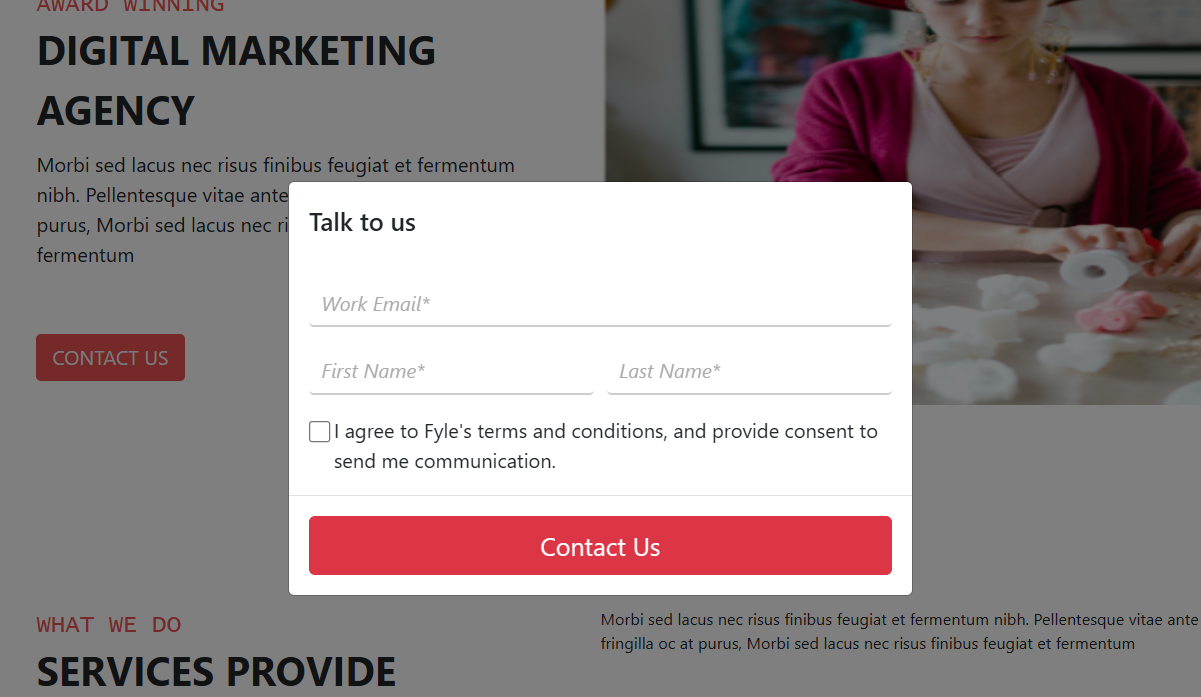 AWARD WINNING
DIGITAL MARKETING
AGENCY
Morbi sed lacus nec risus finibus feugiat et fermentum
nibh. Pellentesque vitae ante
purus, Morbi sed lacus nec ri
fermentum
CONTACT US
Talk to us
Work Email*
First Name* Last Name*
I agree to Fyle's terms and conditions, and provide consent to
send me communication.
Contact Us
WHAT WE DO
SERVICES PROVIDE
Morbi sed lacus nec risus finibus feugiat et fermentum nibh. Pellentesque vitae ante
fringilla oc at purus, Morbi sed lacus nec risus finibus feugiat et fermentum